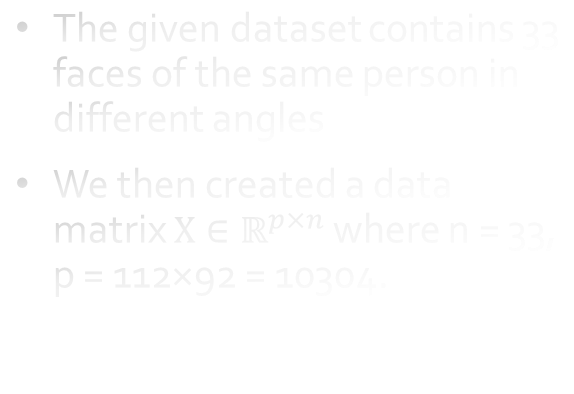 • The given dataset contains 33
faces of the same person in
different angles
• We then created a data
matrix X ∈ ℝ^{p×n} where n = 33,
p = 112×92 = 10304.